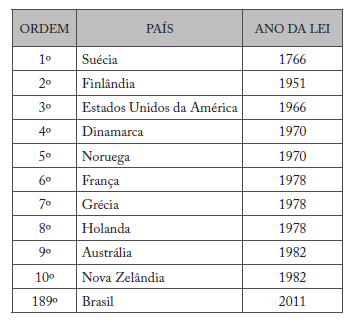 ORDEM PAÍS ANO DA LEI
1º Suécia 1766
2º Finlândia 1951
3º Estados Unidos da América 1966
4º Dinamarca 1970
5º Noruega 1970
6º França 1978
7º Grécia 1978
8º Holanda 1978
9º Austrália 1982
10º Nova Zelândia 1982
189º Brasil 2011